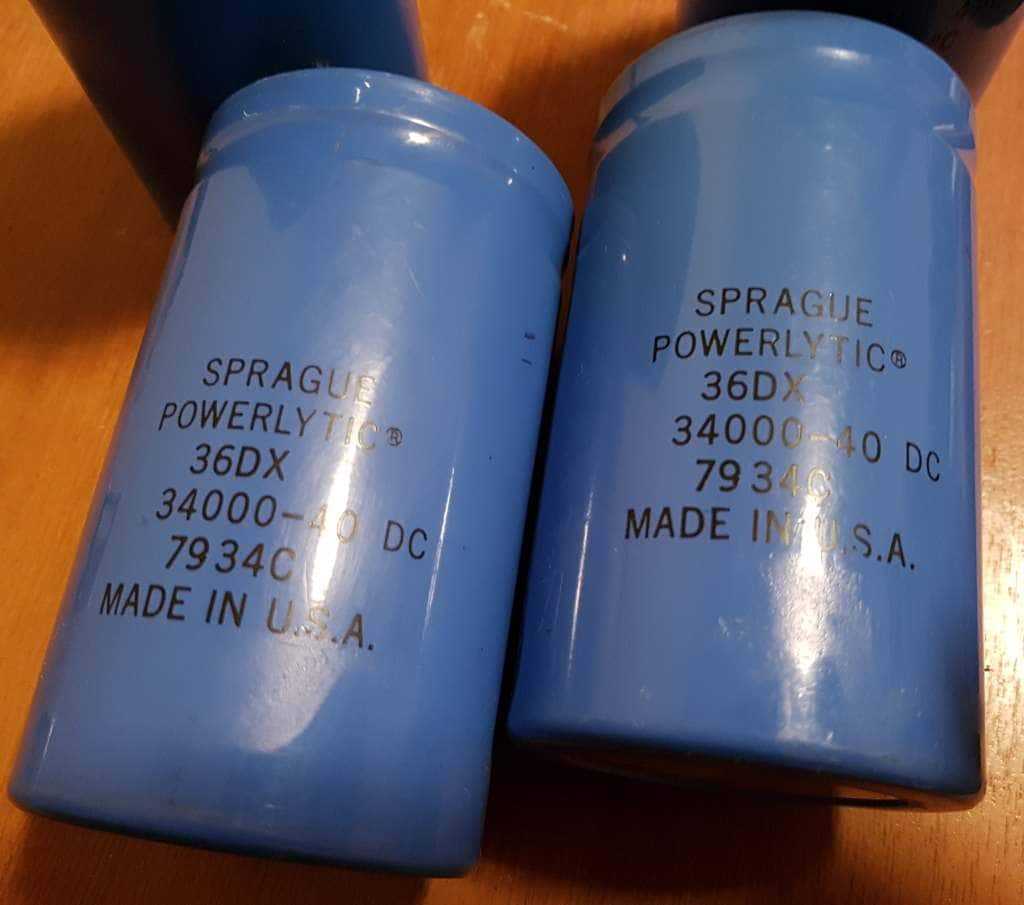 SPRAGUE
POWERLYTIC®
36DX
34000-40 DC
7934C
MADE IN U.S.A.
SPRAGUE
POWERLYTIC®
36DX
34000-40 DC
7934C
MADE IN U.S.A.